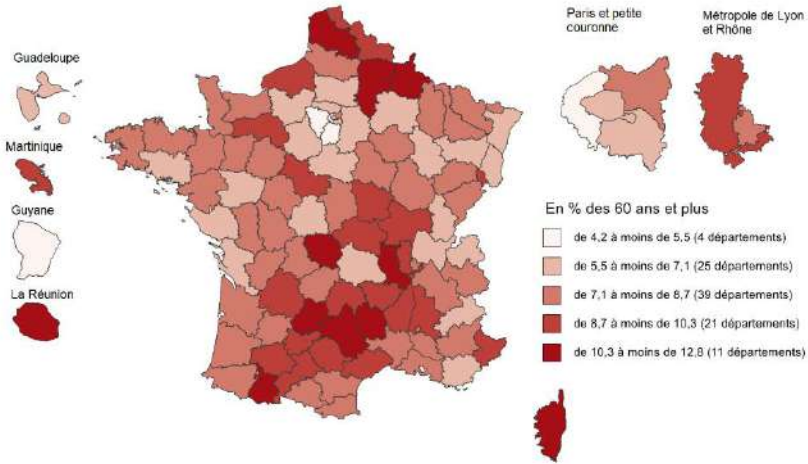 Paris et petite
couronne
Métropole de Lyon
et Rhône
Guadeloupe
Martinique
Guyane
La Réunion
En % des 60 ans et plus
de 4,2 à moins de 5,5 (4 départements)
de 5,5 à moins de 7,1 (25 départements)
de 7,1 à moins de 8,7 (39 départements)
de 8,7 à moins de 10,3 (21 départements)
de 10,3 à moins de 12,8 (11 départements)